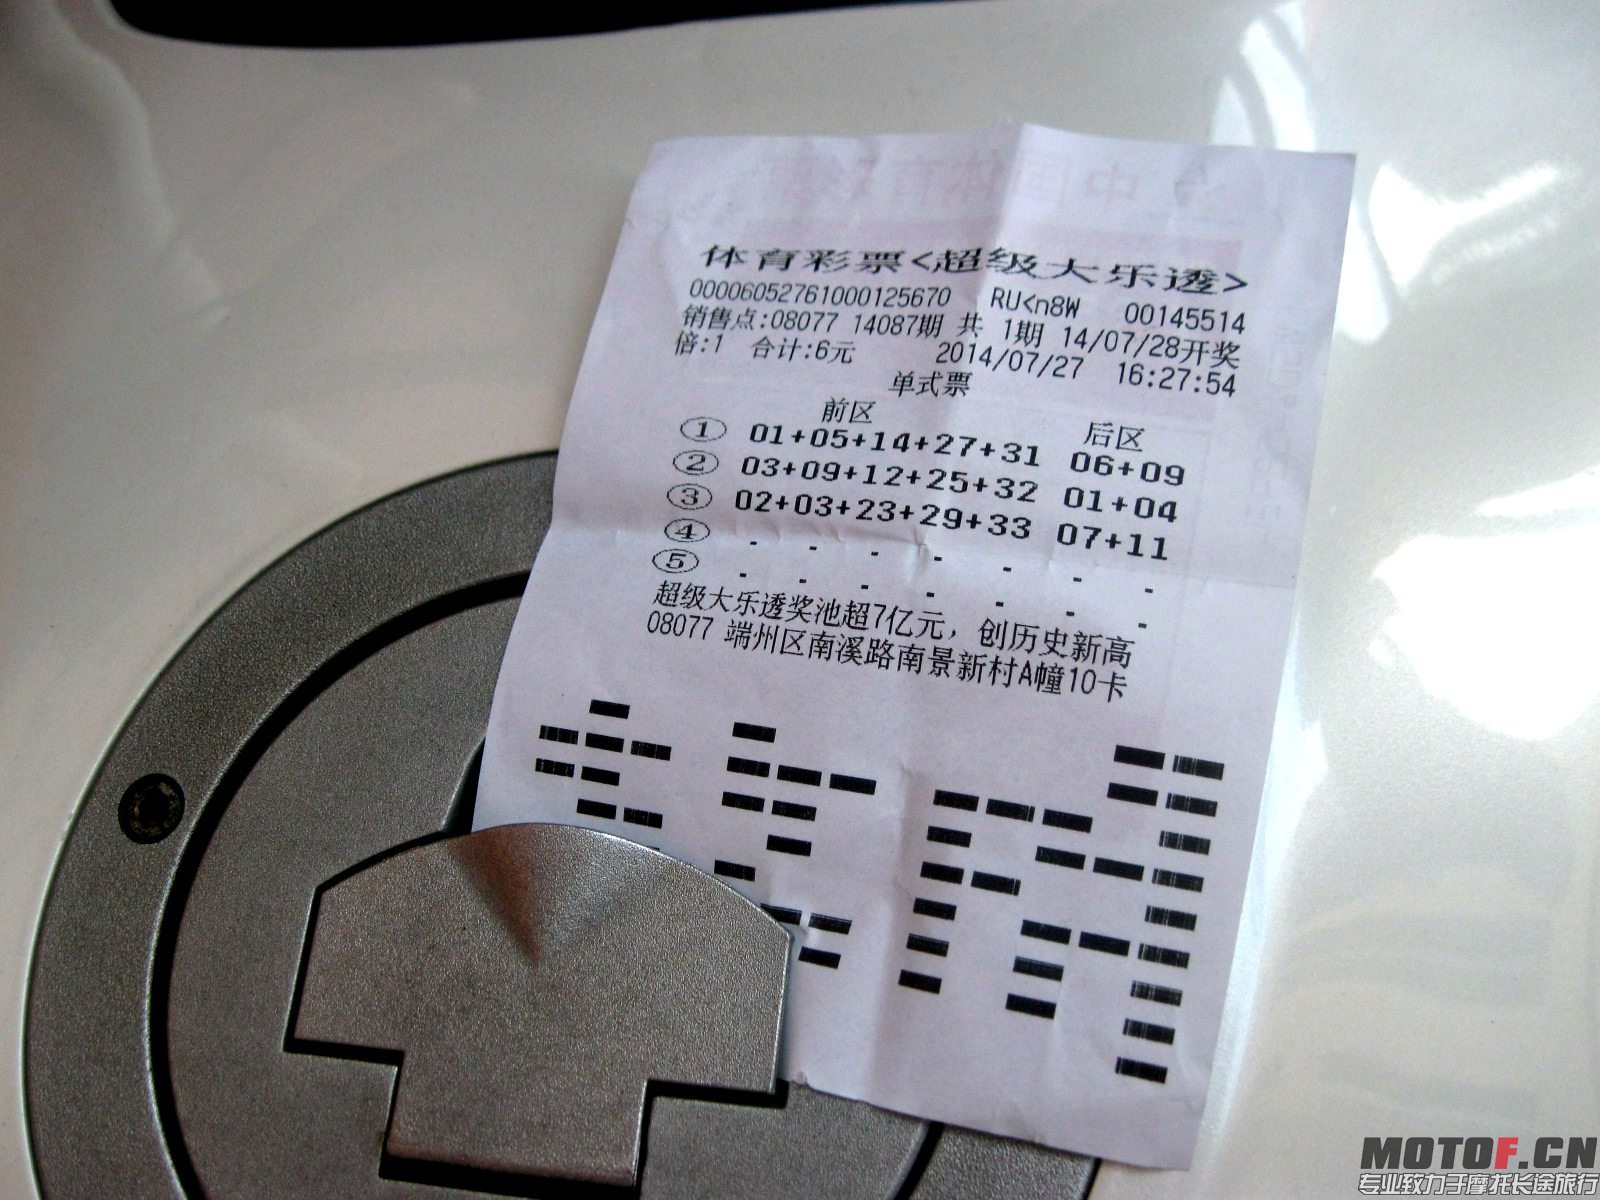 体育彩票<超级大乐透>
00006052761000125670 RU<n8W 00145514
销售点:08077 14087期 共 1期 14/07/28开奖
倍:1 合计:6元 2014/07/27 16:27:54
单式票
前区 后区
① 01+05+14+27+31 06+09
② 03+09+12+25+32 01+04
③ 02+03+23+29+33 07+11
④ - - - - - - -
⑤ - - - - - - -
超级大乐透奖池超7亿元，创历史新高
08077 端州区南溪路南景新村A幢10卡
MOTOF.CN
专业致力于摩托长途旅行